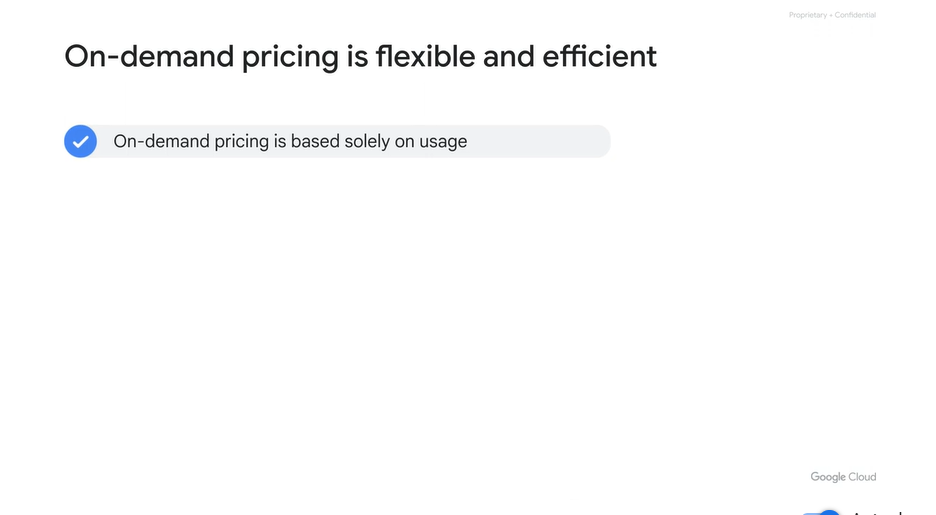 Proprietary + Confidential
On-demand pricing is flexible and efficient
On-demand pricing is based solely on usage
Google Cloud